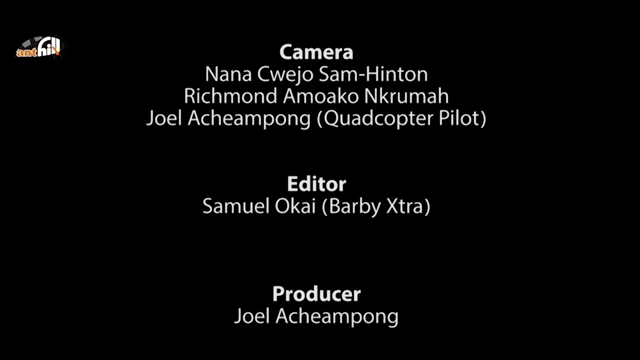 anthill
Camera
Nana Cwejo Sam-Hinton
Richmond Amoako Nkrumah
Joel Acheampong (Quadcopter Pilot)
Editor
Samuel Okai (Barby Xtra)
Producer
Joel Acheampong